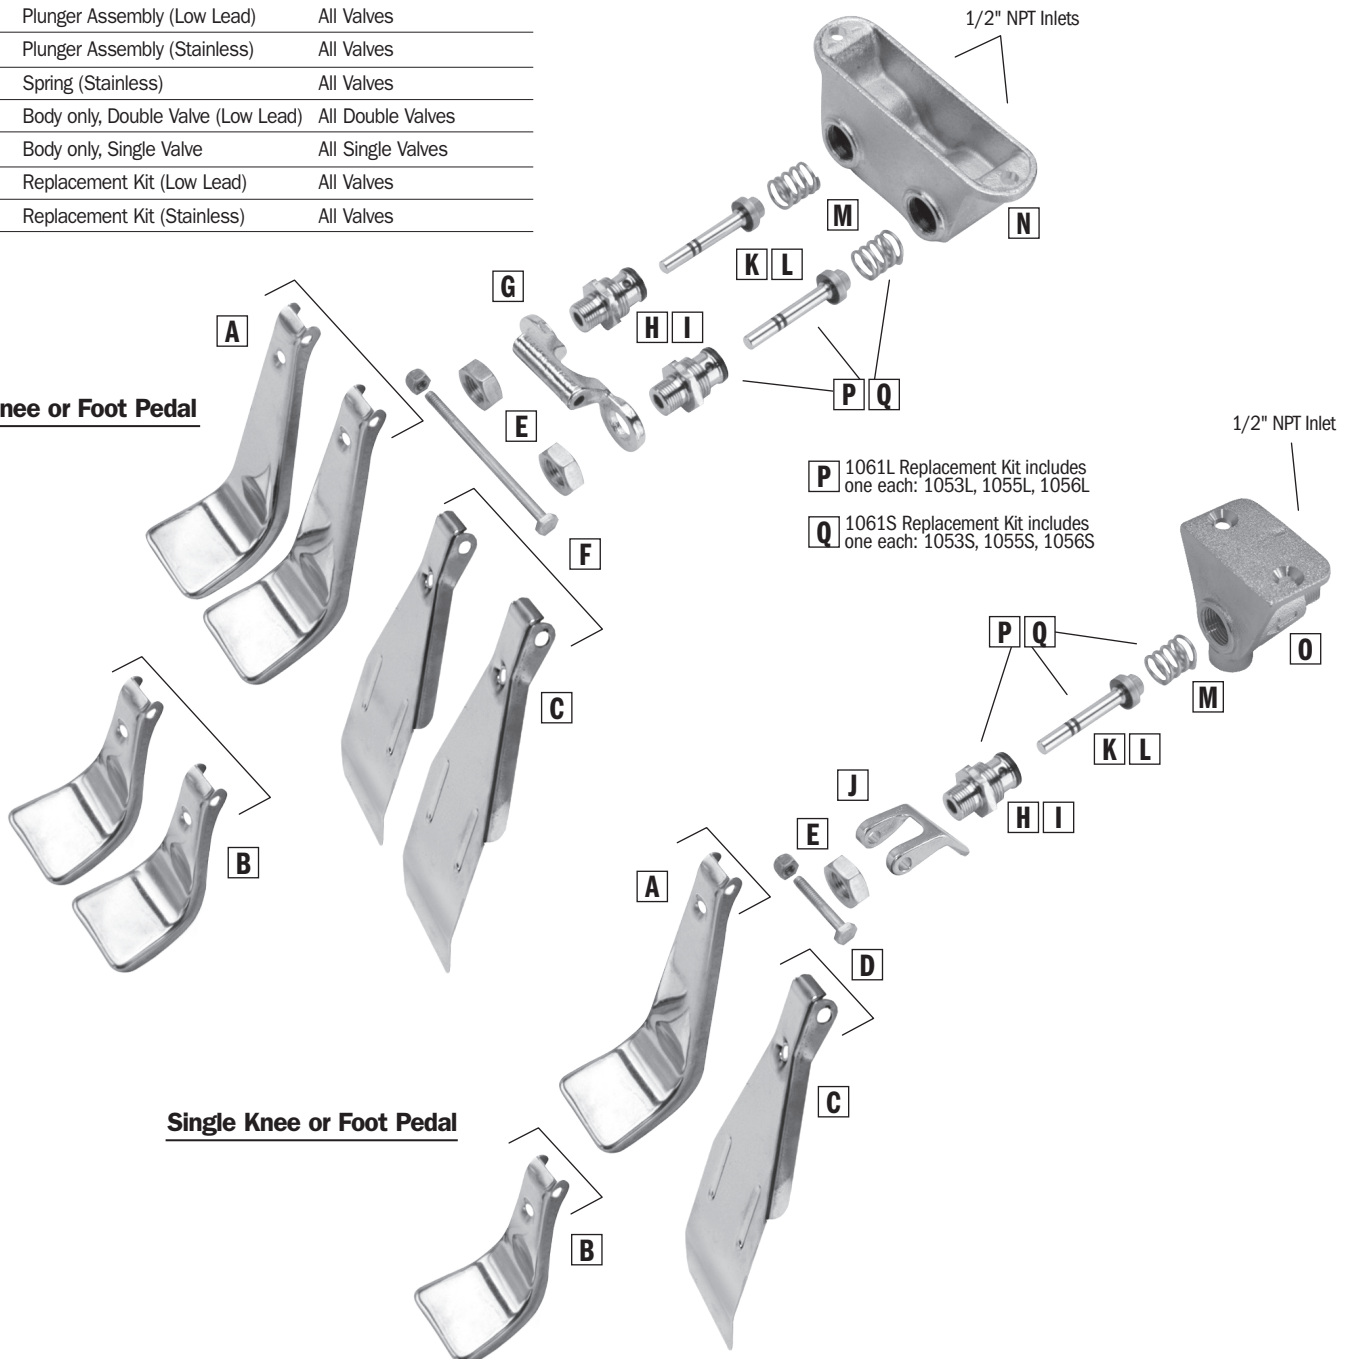 Plunger Assembly (Low Lead) All Valves
Plunger Assembly (Stainless) All Valves
Spring (Stainless) All Valves
Body only, Double Valve (Low Lead) All Double Valves
Body only, Single Valve All Single Valves
Replacement Kit (Low Lead) All Valves
Replacement Kit (Stainless) All Valves
1/2" NPT Inlets
M
N
K L
G
H I
A
P Q
nee or Foot Pedal
E
1/2" NPT Inlet
P 1061L Replacement Kit includes
one each: 1053L, 1055L, 1056L
Q 1061S Replacement Kit includes
one each: 1053S, 1055S, 1056S
F
P Q
O
M
C
K L
J
H I
E
B
A
D
C
Single Knee or Foot Pedal
B